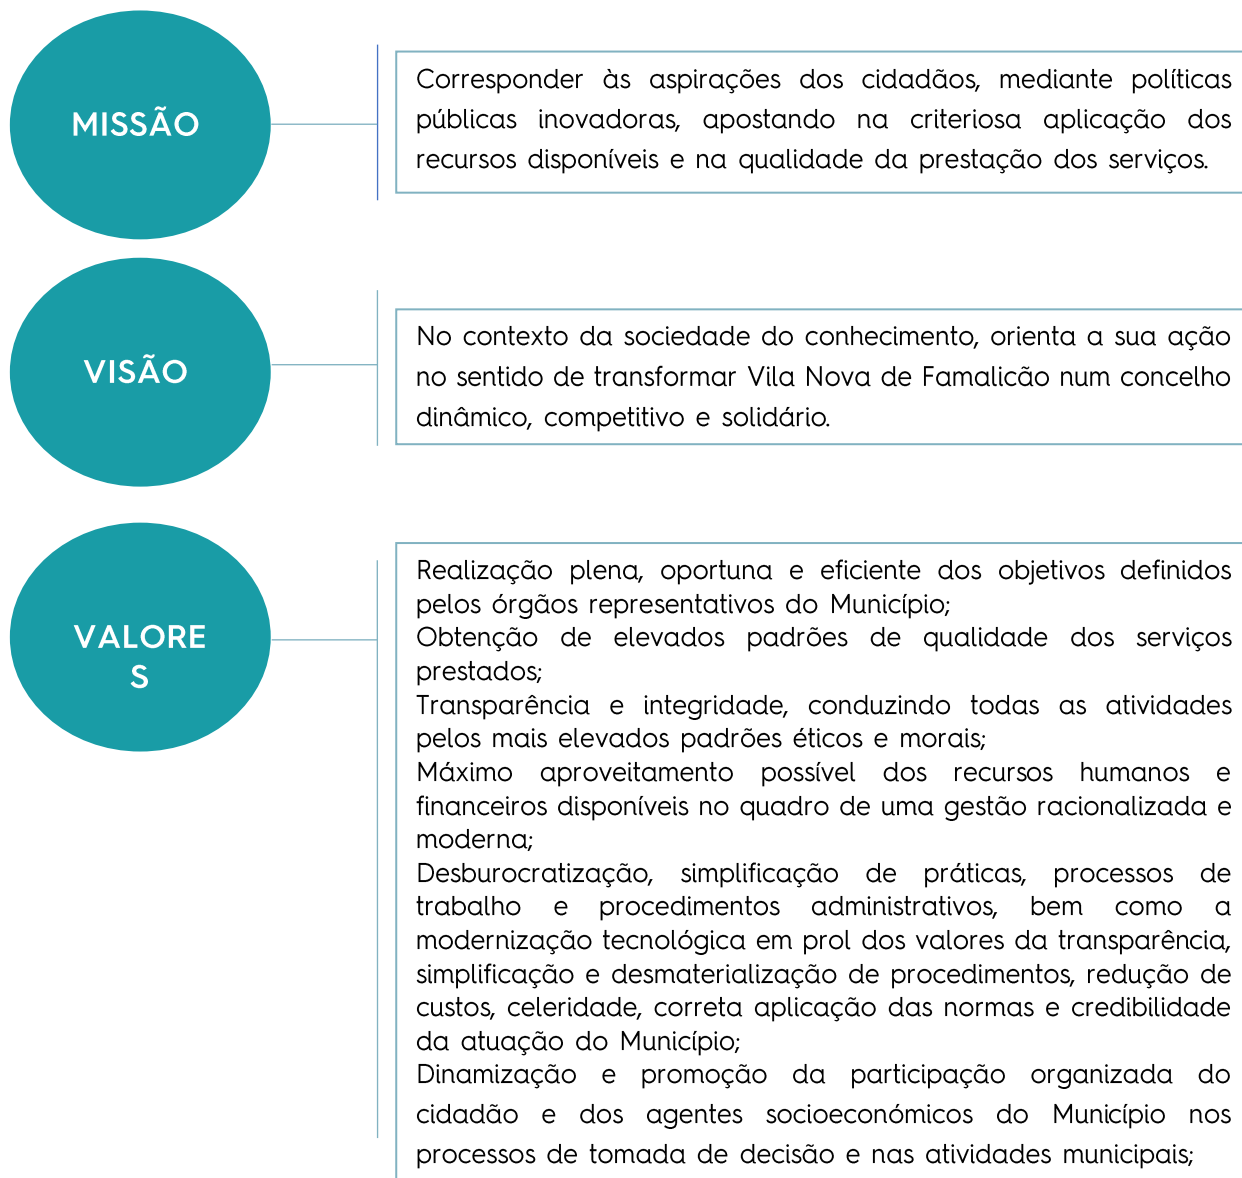 MISSÃO
Corresponder às aspirações dos cidadãos, mediante políticas
públicas inovadoras, apostando na criteriosa aplicação dos
recursos disponíveis e na qualidade da prestação dos serviços.
VISÃO
No contexto da sociedade do conhecimento, orienta a sua ação
no sentido de transformar Vila Nova de Famalicão num concelho
dinâmico, competitivo e solidário.
VALORE
S
Realização plena, oportuna e eficiente dos objetivos definidos
pelos órgãos representativos do Município;
Obtenção de elevados padrões de qualidade dos serviços
prestados;
Transparência e integridade, conduzindo todas as atividades
pelos mais elevados padrões éticos e morais;
Máximo aproveitamento possível dos recursos humanos e
financeiros disponíveis no quadro de uma gestão racionalizada e
moderna;
Desburocratização, simplificação de práticas, processos de
trabalho e procedimentos administrativos, bem como a
modernização tecnológica em prol dos valores da transparência,
simplificação e desmaterialização de procedimentos, redução de
custos, celeridade, correta aplicação das normas e credibilidade
da atuação do Município;
Dinamização e promoção da participação organizada do
cidadão e dos agentes socioeconómicos do Município nos
processos de tomada de decisão e nas atividades municipais;